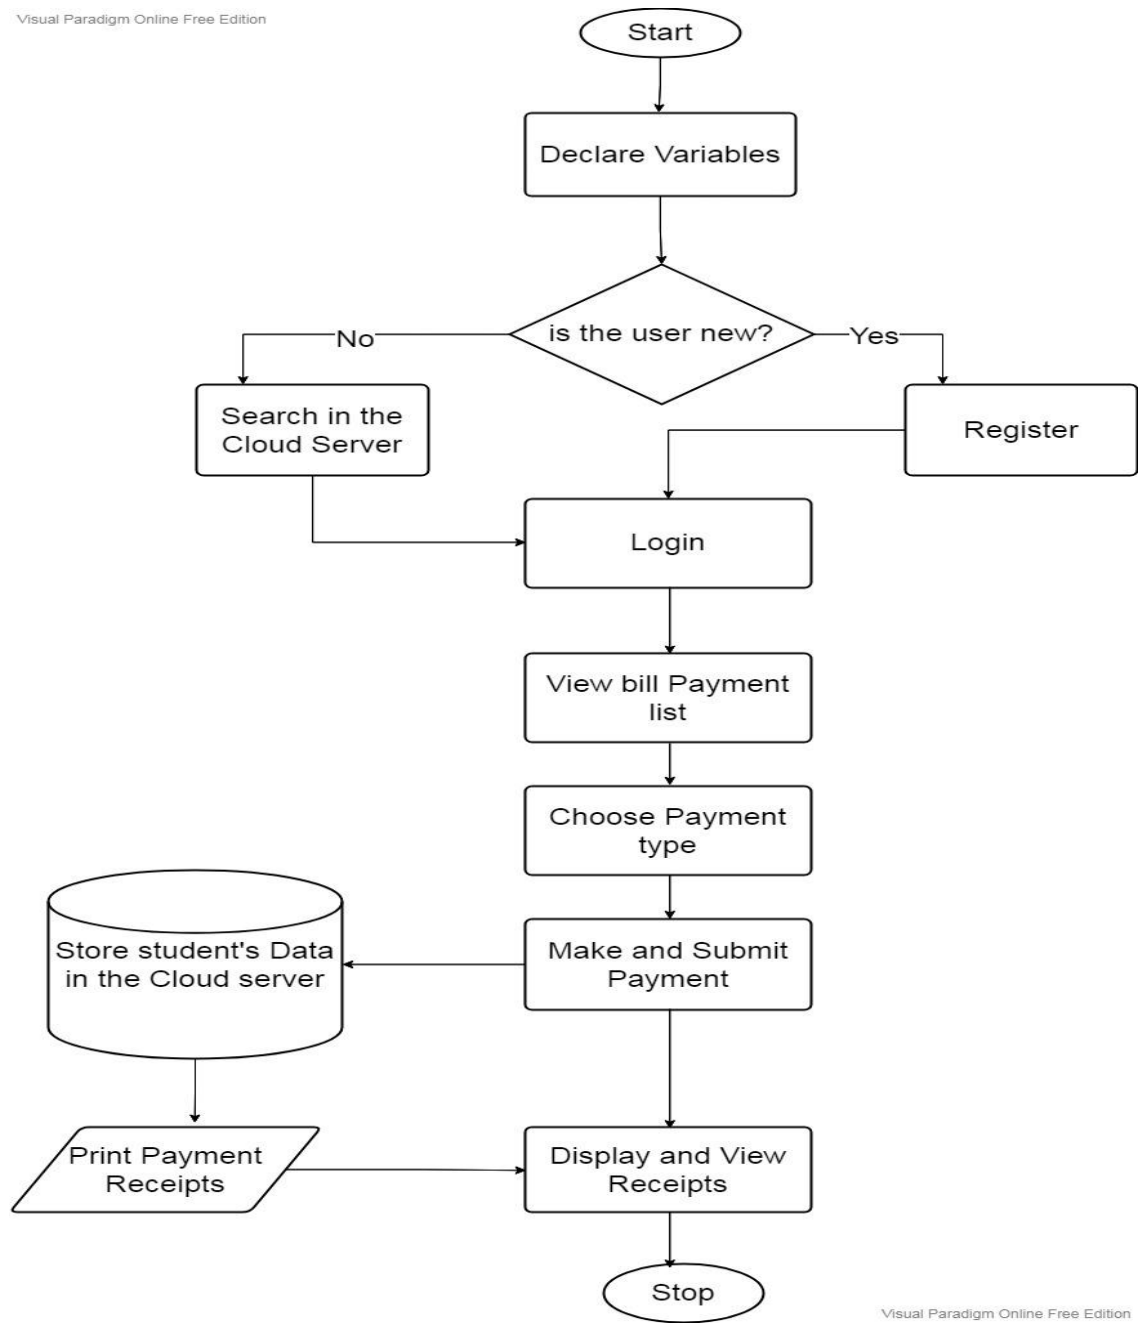 Visual Paradigm Online Free Edition
Start
Declare Variables
is the user new?
No
Yes
Search in the
Cloud Server
Register
Login
View bill Payment
list
Choose Payment
type
Store student's Data
in the Cloud server
Make and Submit
Payment
Print Payment
Receipts
Display and View
Receipts
Stop
Visual Paradigm Online Free Edition